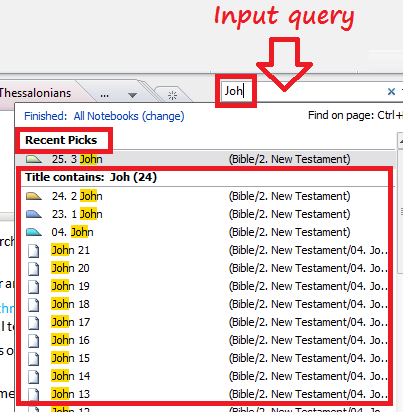 Input query
Thessalonians
...
Joh
Finished: All Notebooks (change)
Find on page: Ctrl+
Recent Picks
25. 3 John (Bible/2. New Testament)
Title contains: Joh (24)
24. 2 John (Bible/2. New Testament)
23. 1 John (Bible/2. New Testament)
04. John (Bible/2. New Testament)
John 21 (Bible/2. New Testament/04. Jo...
John 20 (Bible/2. New Testament/04. Jo...
John 19 (Bible/2. New Testament/04. Jo...
John 18 (Bible/2. New Testament/04. Jo...
John 17 (Bible/2. New Testament/04. Jo...
John 16 (Bible/2. New Testament/04. Jo...
John 15 (Bible/2. New Testament/04. Jo...
John 14 (Bible/2. New Testament/04. Jo...
John 13 (Bible/2. New Testament/04. Jo...